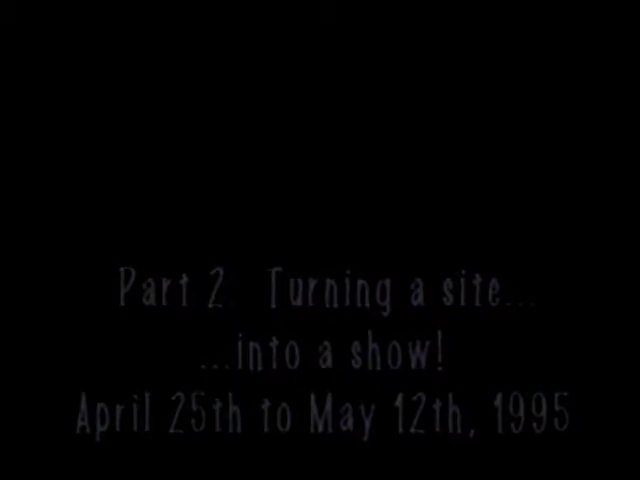 Part 2. Turning a site...
...into a show!
April 25th to May 12th, 1995